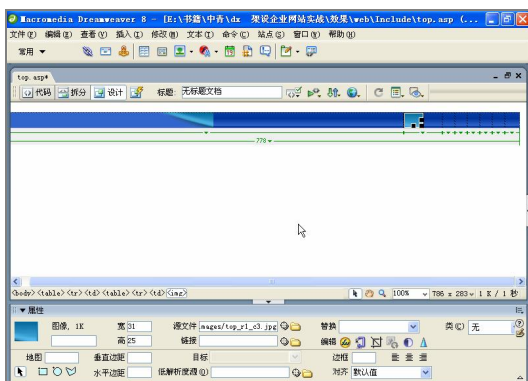 Macromedia Dreamweaver 8 - [E:\书籍\中青\dx 架设企业网站实战\效果\web\Include\top.asp (...
文件(F) 编辑(E) 查看(V) 插入(I) 修改(M) 文本(T) 命令(C) 站点(S) 窗口(W) 帮助(H)
常用
top.asp*
代码 拆分 设计 标题: 无标题文档
778
<body> <table> <tr> <td> <table> <tr> <td> <img> 100% 786 x 283 1 K / 1 秒
属性
图像, 1K 宽 31 源文件 mages/top_r1_c3.jpg 替换 类(C) 无
高 25 链接 编辑
地图 垂直边距 目标 边框
水平边距 低解析度源(O) 对齐 默认值